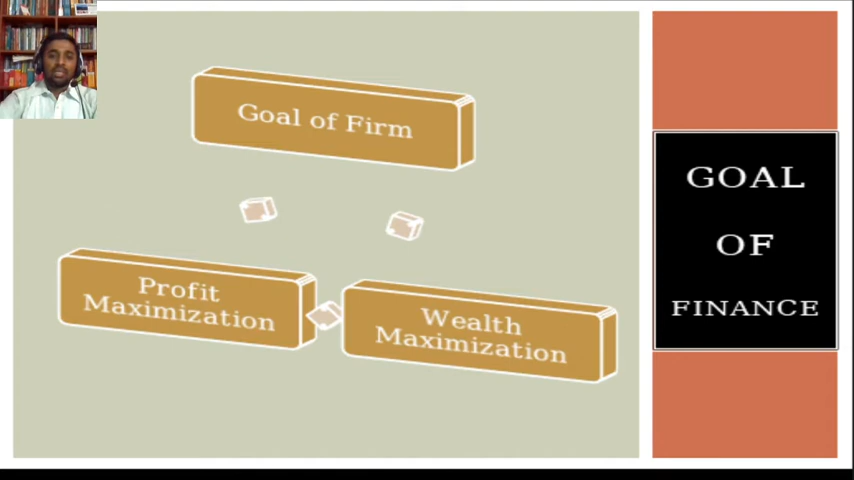 Goal of Firm
Profit
Maximization
Wealth
Maximization
GOAL
OF
FINANCE